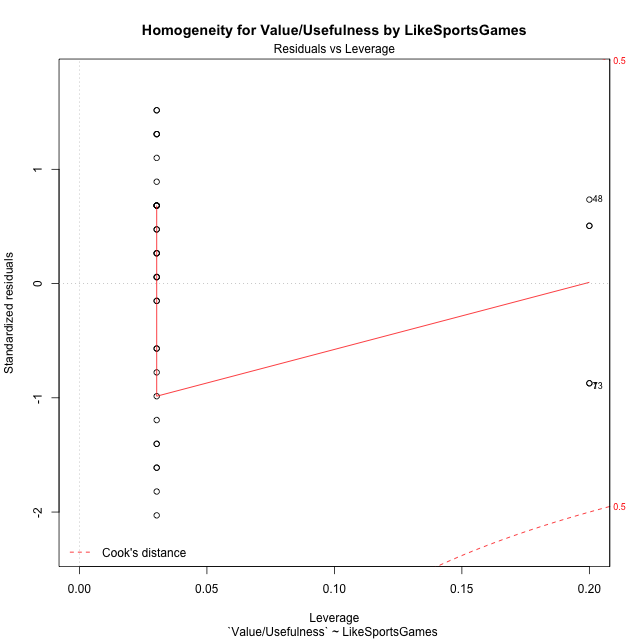 Homogeneity for Value/Usefulness by LikeSportsGames
Residuals vs Leverage
0.5
1
48
0
Standardized residuals
73
-1
0.5
-2
Cook's distance
0.00 0.05 0.10 0.15 0.20
Leverage
`Value/Usefulness` ~ LikeSportsGames